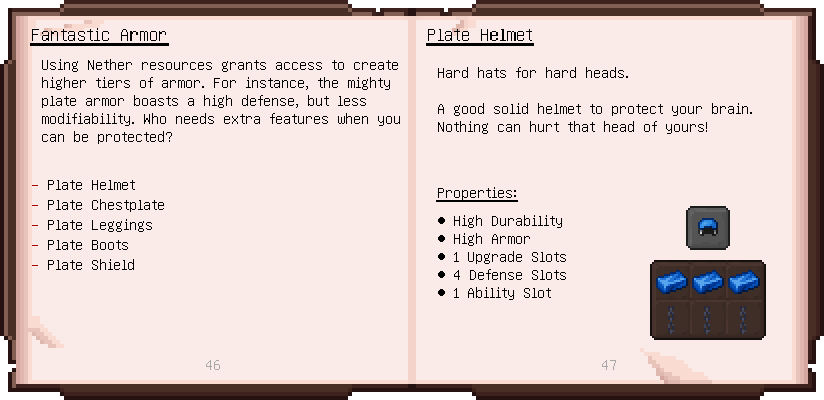 Fantastic Armor
Using Nether resources grants access to create
higher tiers of armor. For instance, the mighty
plate armor boasts a high defense, but less
modifiability. Who needs extra features when you
can be protected?
- Plate Helmet
- Plate Chestplate
- Plate Leggings
- Plate Boots
- Plate Shield
46
Plate Helmet
Hard hats for hard heads.
A good solid helmet to protect your brain.
Nothing can hurt that head of yours!
Properties:
• High Durability
• High Armor
• 1 Upgrade Slots
• 4 Defense Slots
• 1 Ability Slot
47